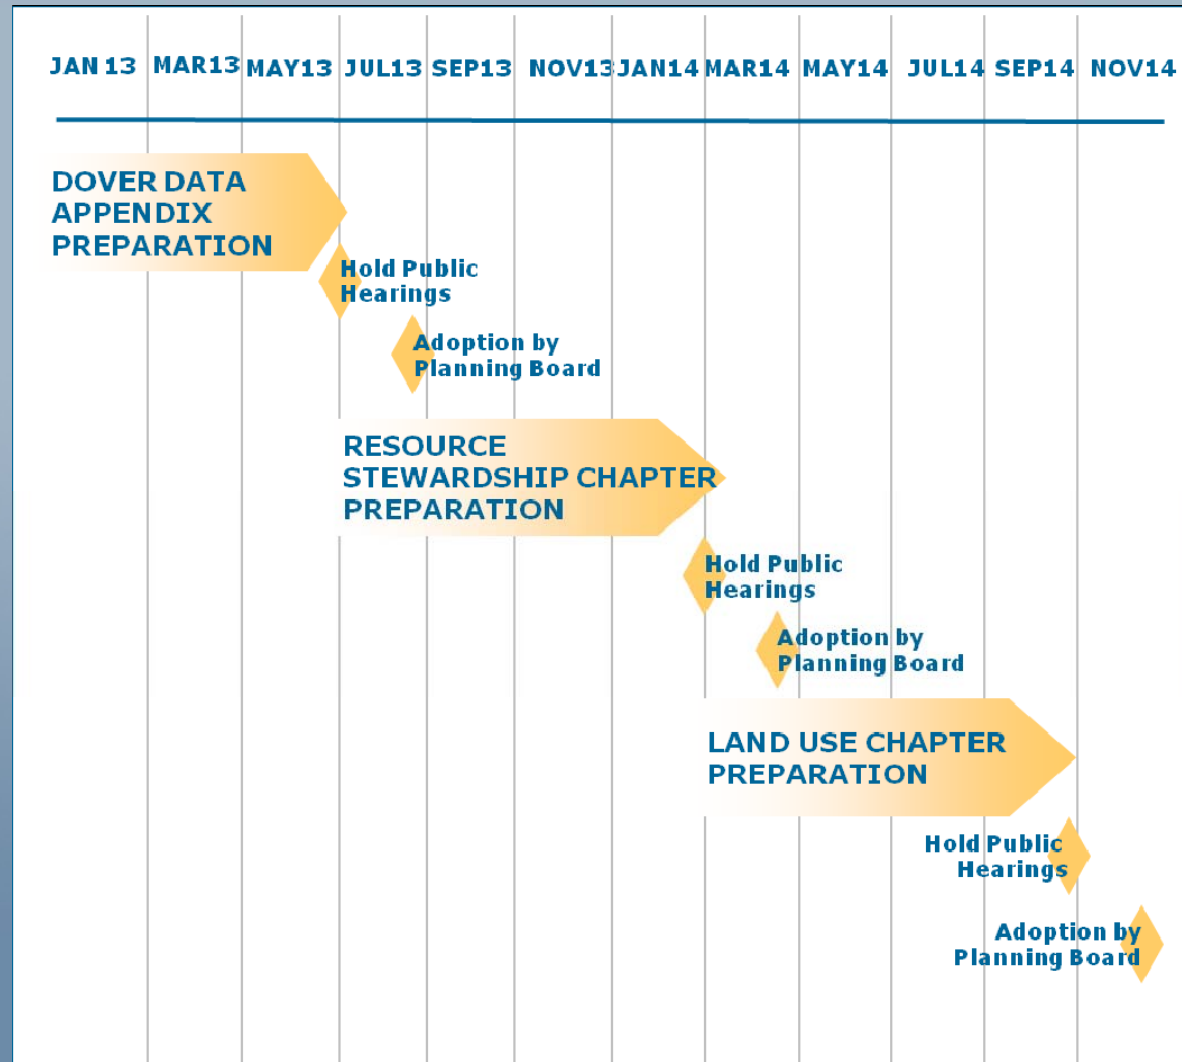 JAN 13 MAR13 MAY13 JUL13 SEP13 NOV13 JAN14 MAR14 MAY14 JUL14 SEP14 NOV14
DOVER DATA
APPENDIX
PREPARATION
Hold Public
Hearings
Adoption by
Planning Board
RESOURCE
STEWARDSHIP CHAPTER
PREPARATION
Hold Public
Hearings
Adoption by
Planning Board
LAND USE CHAPTER
PREPARATION
Hold Public
Hearings
Adoption by
Planning Board